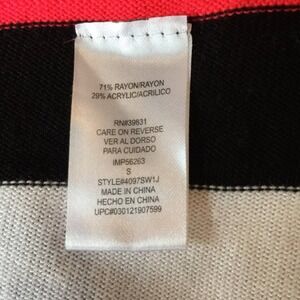 71% RAYON/RAYON
29% ACRYLIC/ACRILICO
RN#39631
CARE ON REVERSE
VER AL DORSO
PARA CUIDADO
IMP56263
S
STYLE#4097SW1J
MADE IN CHINA
HECHO EN CHINA
UPC#030121907599